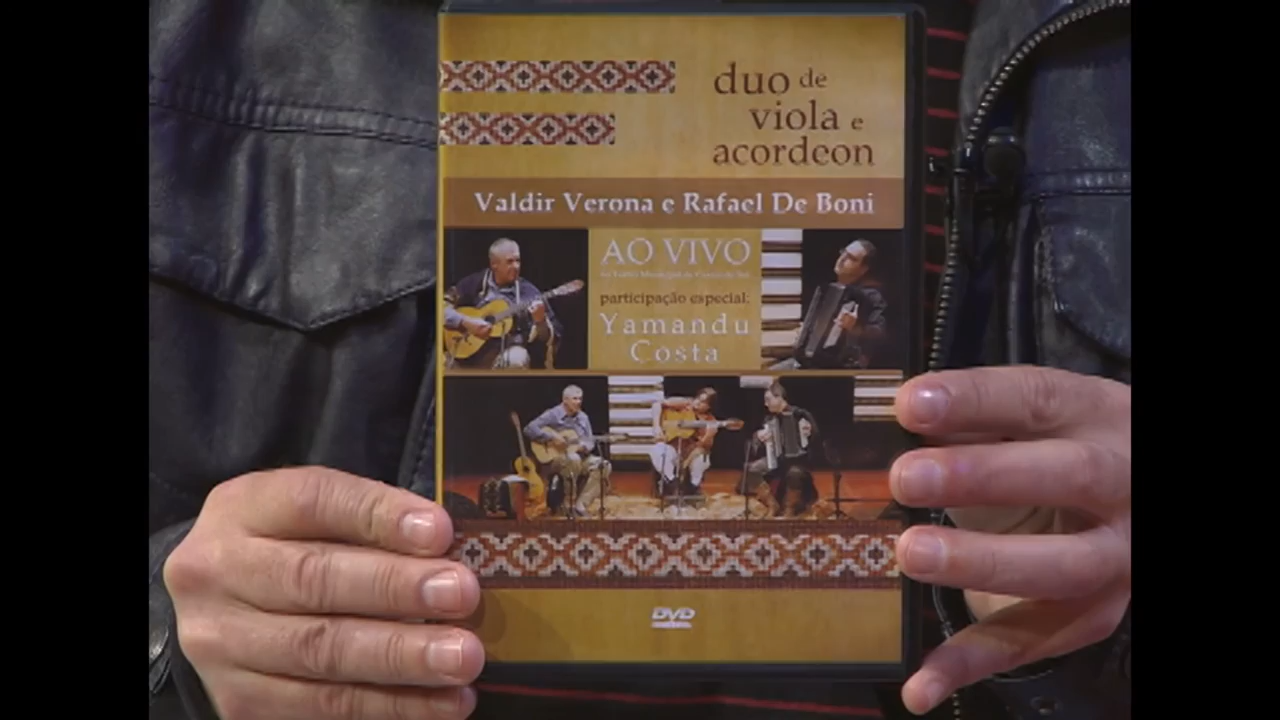 duo de
viola e
acordeon
Valdir Verona e Rafael De Boni
AO VIVO
participação especial:
Yamandu
Costa
DVD